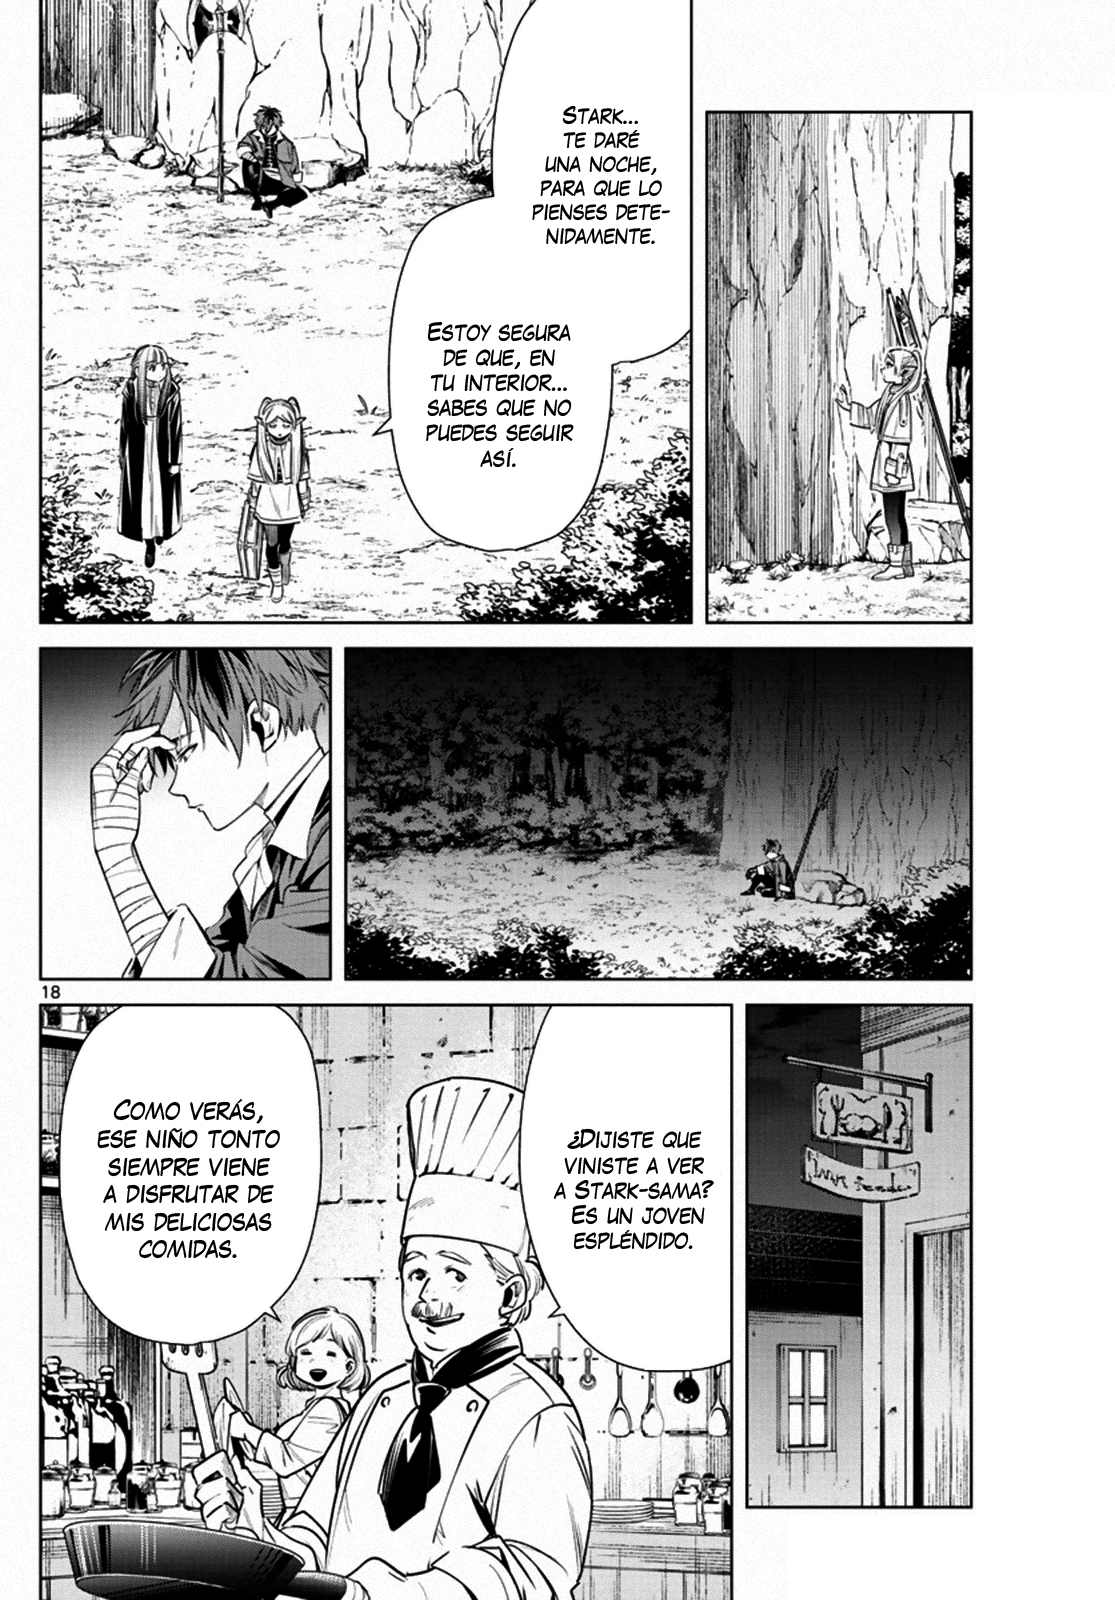 STARK...
TE DARÉ
UNA NOCHE,
PARA QUE LO
PIENSES DETE-
NIDAMENTE.
ESTOY SEGURA
DE QUE, EN
TU INTERIOR...
SABES QUE NO
PUEDES SEGUIR
ASÍ.
18
¿DIJISTE QUE
VINISTE A VER
A STARK-SAMA?
ES UN JOVEN
ESPLÉNDIDO.
COMO VERÁS,
ESE NIÑO TONTO
SIEMPRE VIENE
A DISFRUTAR DE
MIS DELICIOSAS
COMIDAS.